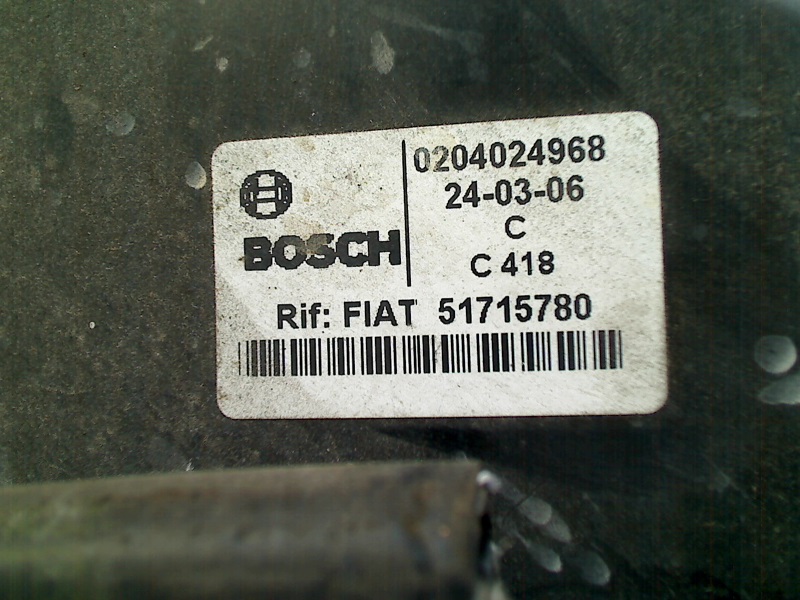 BOSCH
0204024968
24-03-06
C
C 418
Rif: FIAT 51715780